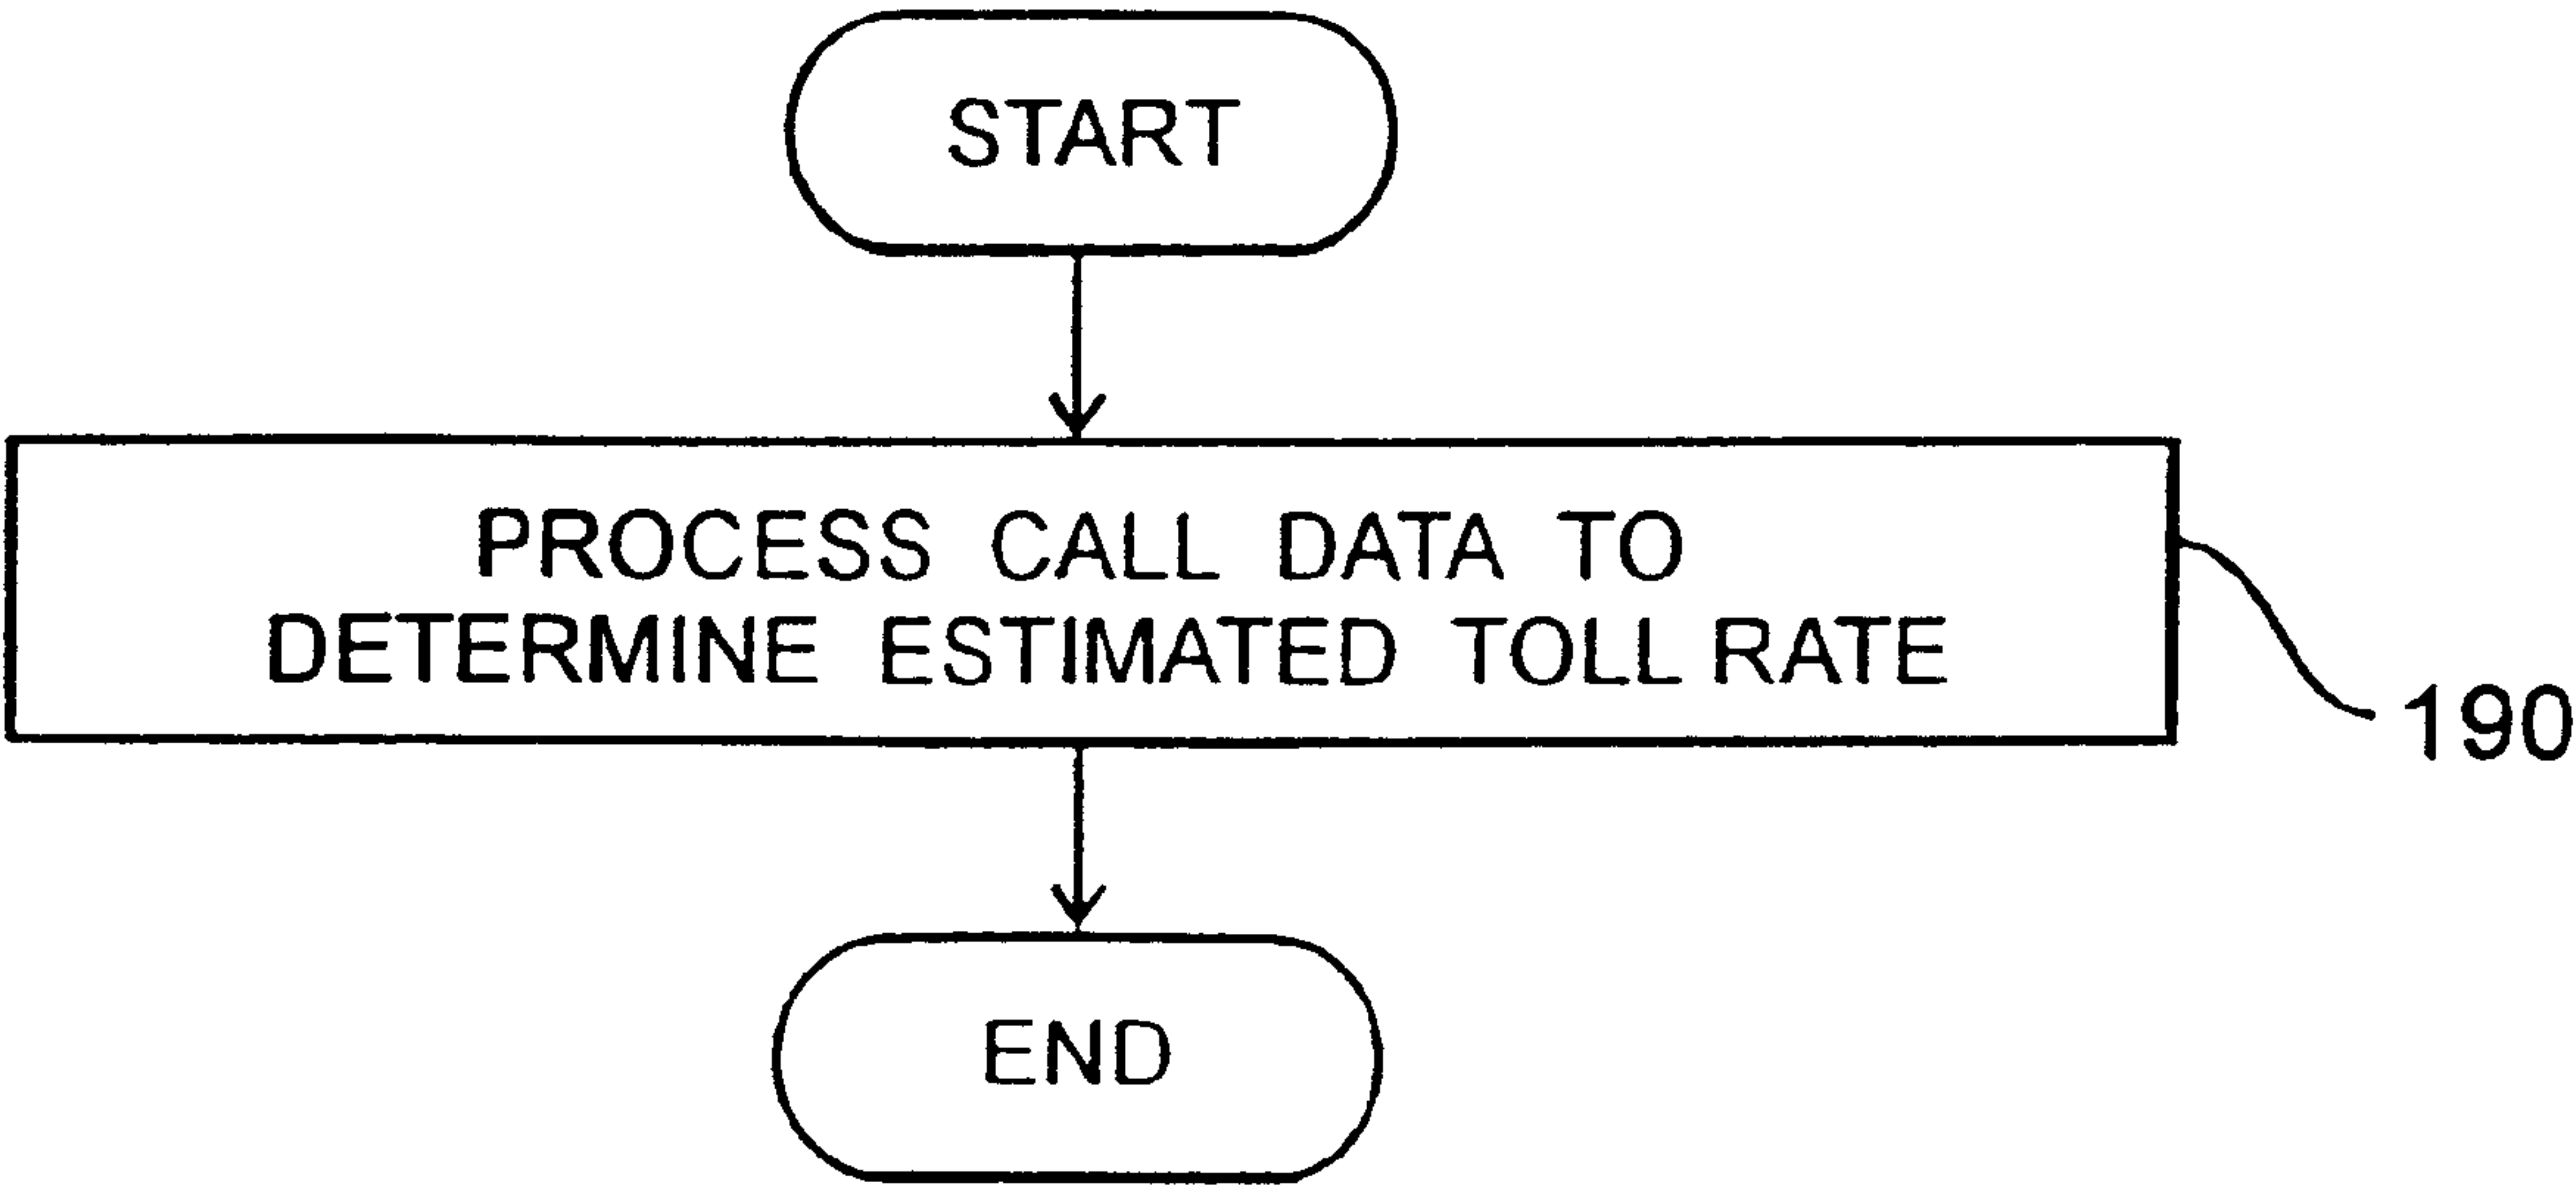 START
PROCESS CALL DATA TO
DETERMINE ESTIMATED TOLL RATE
190
END